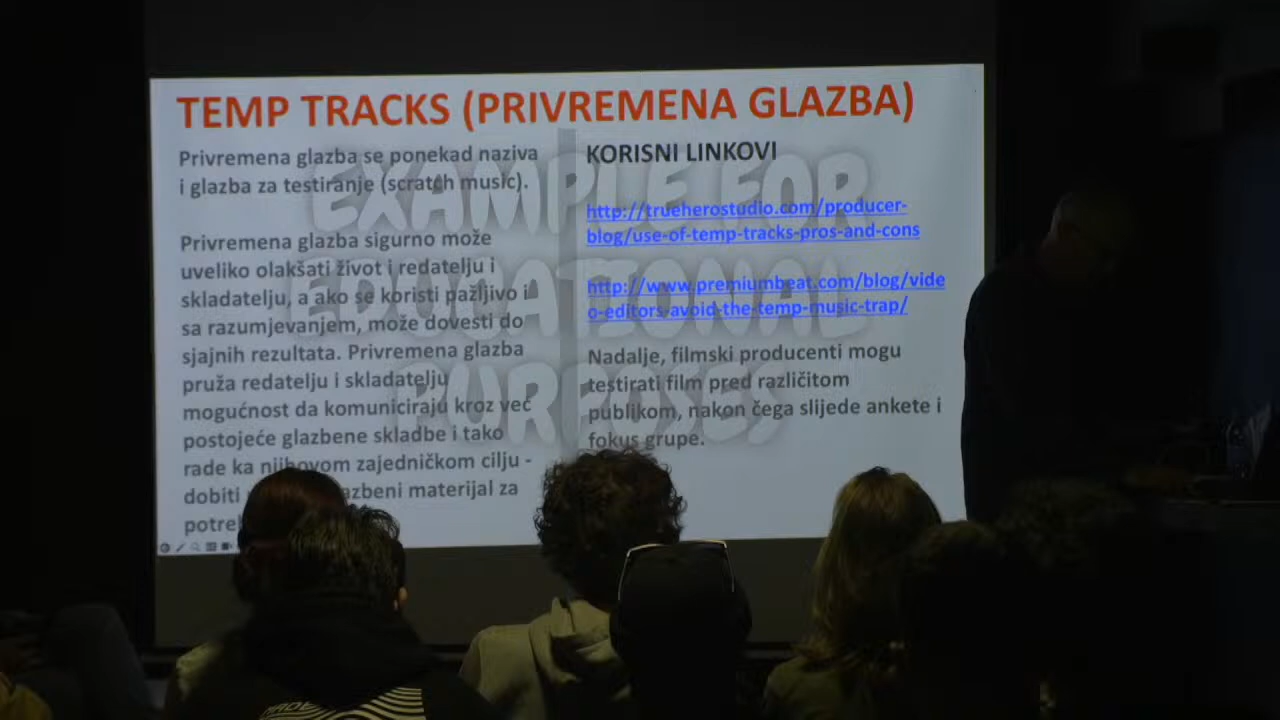 TEMP TRACKS (PRIVREMENA GLAZBA)
Privremena glazba se ponekad naziva
i glazba za testiranje (scratch music).
Privremena glazba sigurno može
uveliko olakšati život i redatelju i
skladatelju, a ako se koristi pažljivo i
sa razumjevanjem, može dovesti do
sjajnih rezultata. Privremena glazba
pruža redatelju i skladatelju
mogućnost da komuniciraju kroz već
postojeće glazbene skladbe i tako
rade ka njihovom zajedničkom cilju -
dobiti materijal za
KORISNI LINKOVI
http://trueherostudio.com/producer-
blog/use-of-temp-tracks-pros-and-cons
http://www.premiumbeat.com/blog/vide
o-editors-avoid-the-temp-music-trap/
Nadalje, filmski producenti mogu
testirati film pred različitom
publikom, nakon čega slijede ankete i
fokus grupe.
EXAMPLE FOR
EDUCATIONAL
PURPOSES